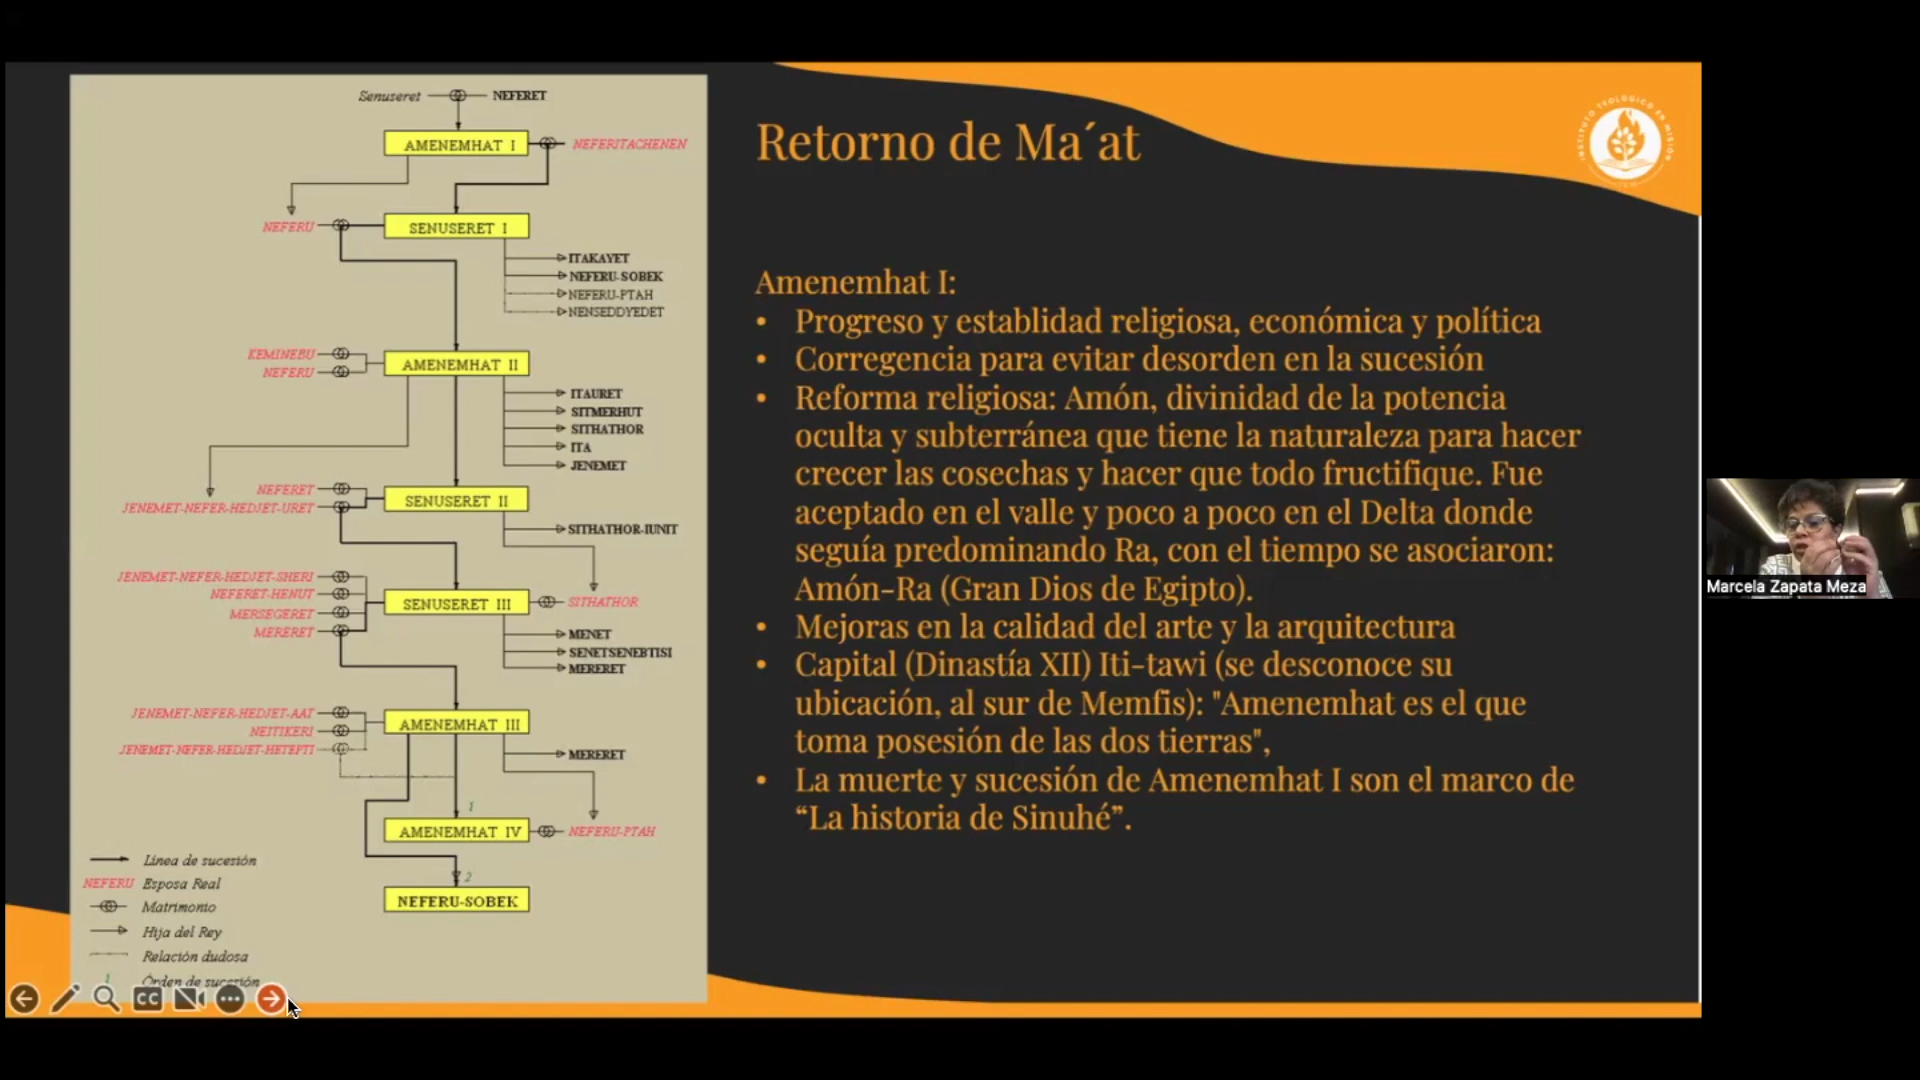 Senuseret NEFERET
AMENEMHAT I NEFERITACHENEN
NEFERU SENUSERET I
ITAKAYET
NEFERU-SOBEK
NEFERU-PTAH
NENSEDDYEDET
KEMINEBU
NEFERU
AMENEMHAT II
ITAURET
SITMERHUT
SITHATHOR
ITA
JENEMET
NEFERET
JENEMET-NEFER-HEDJET-URET
SENUSERET II
SITHATHOR-IUNIT
JENEMET-NEFER-HEDJET-SHERI
NEFERET-HENUT
MERSEGERET
MERERET
SENUSERET III SITHATHOR
MENET
SENETSENEBTISI
MERERET
JENEMET-NEFER-HEDJET-AAT
NEITIKERI
JENEMET-NEFER-HEDJET-HETEPTI
AMENEMHAT III
MERERET
1
AMENEMHAT IV NEFERU-PTAH
2
NEFERU-SOBEK
Línea de sucesión
NEFERU Esposa Real
Matrimonio
Hija del Rey
Relación dudosa
1 Órden de sucesión
CC
Retorno de Ma´at
Amenemhat I:
• Progreso y establidad religiosa, económica y política
• Corregencia para evitar desorden en la sucesión
• Reforma religiosa: Amón, divinidad de la potencia
oculta y subterránea que tiene la naturaleza para hacer
crecer las cosechas y hacer que todo fructifique. Fue
aceptado en el valle y poco a poco en el Delta donde
seguía predominando Ra, con el tiempo se asociaron:
Amón-Ra (Gran Dios de Egipto).
• Mejoras en la calidad del arte y la arquitectura
• Capital (Dinastía XII) Iti-tawi (se desconoce su
ubicación, al sur de Memfis): "Amenemhat es el que
toma posesión de las dos tierras",
• La muerte y sucesión de Amenemhat I son el marco de
“La historia de Sinuhé”.
INSTITUTO TEOLÓGICO EN MISIÓN
Marcela Zapata Meza